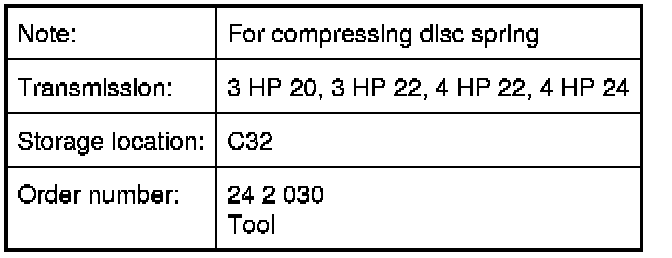 Note: For compressing disc spring
Transmission: 3 HP 20, 3 HP 22, 4 HP 22, 4 HP 24
Storage location: C32
Order number: 24 2 030
Tool